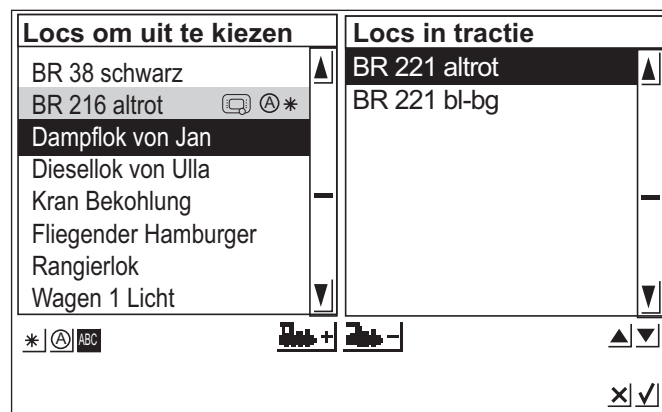 Locs om uit te kiezen
BR 38 schwarz
BR 216 altrot Ⓐ*
Dampflok von Jan
Diesellok von Ulla
Kran Bekohlung
Fliegender Hamburger
Rangierlok
Wagen 1 Licht
* Ⓐ ABC
Locs in tractie
BR 221 altrot
BR 221 bl-bg